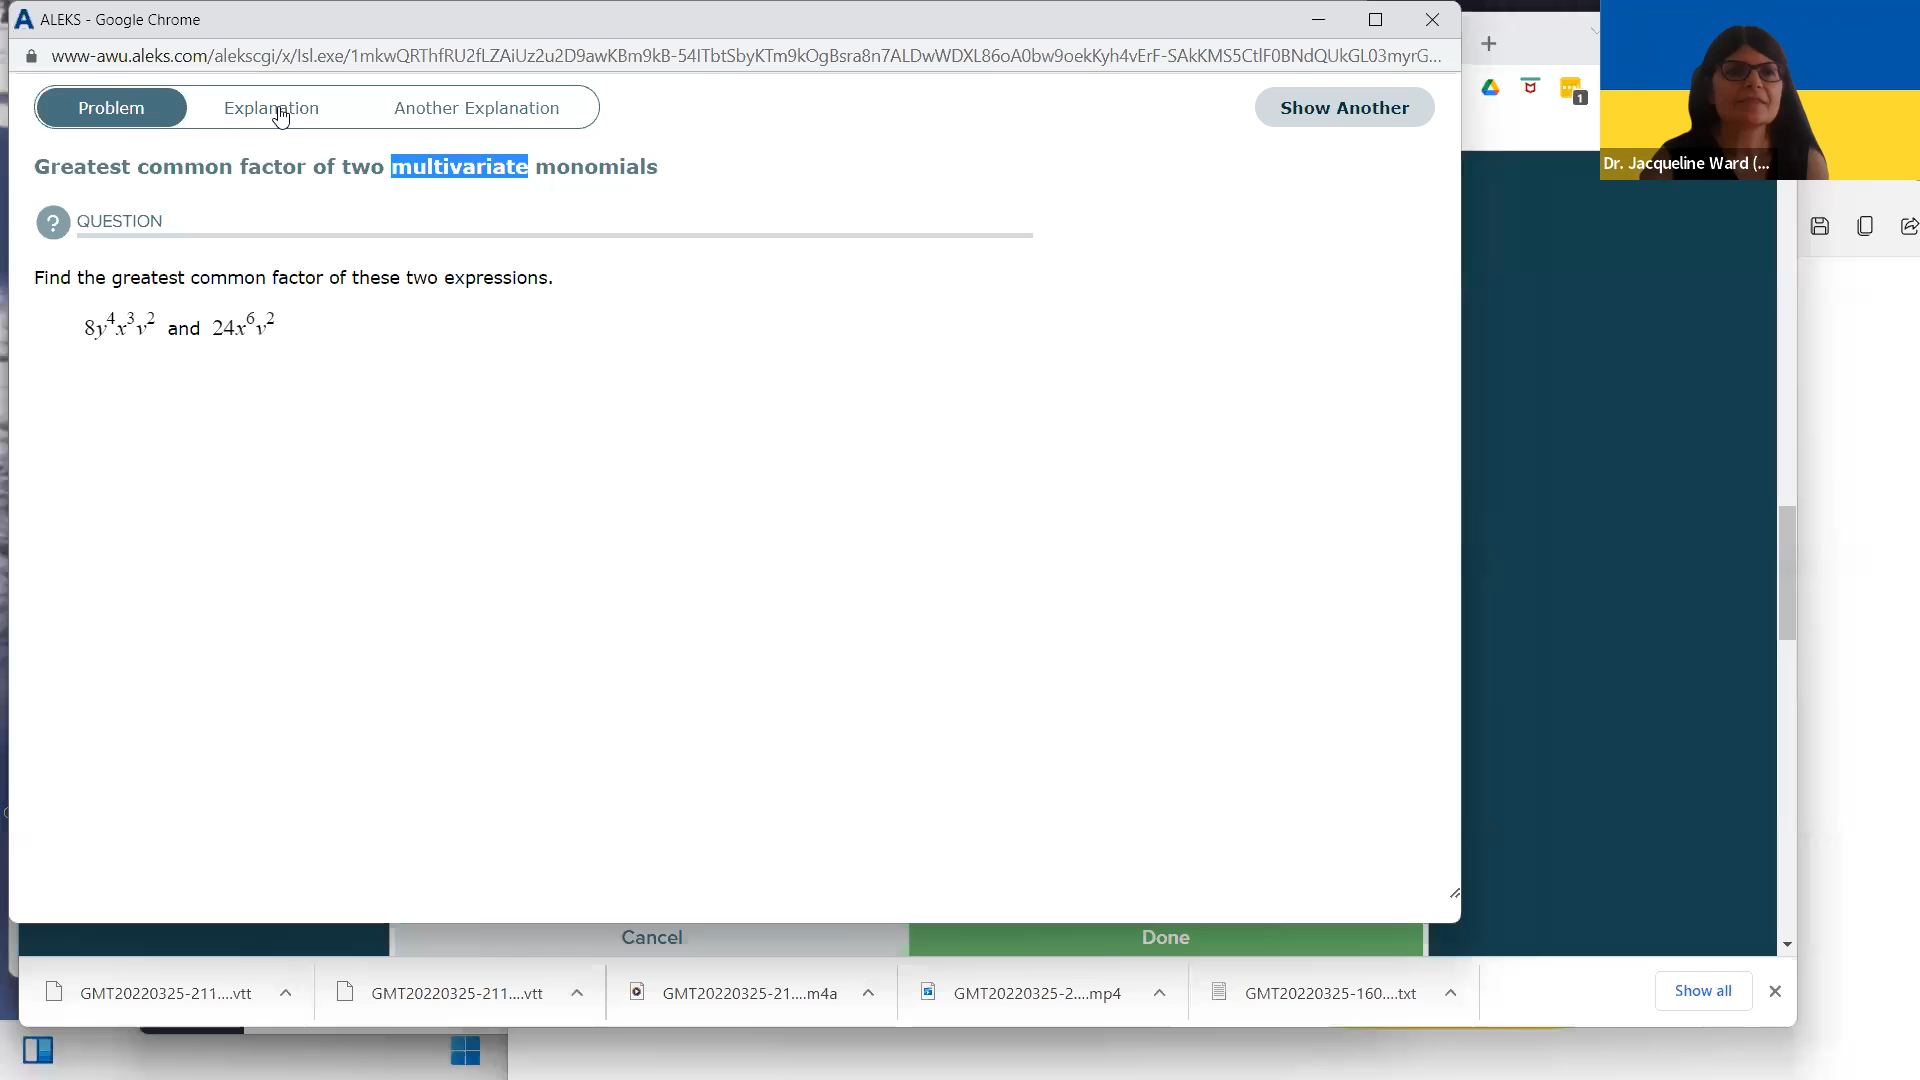 ALEKS - Google Chrome
www-awu.aleks.com/alekscgi/x/Isl.exe/1mkwQRThfRU2fLZAiUz2u2D9awKBm9kB-54ITbtSbyKTm9kOgBsra8n7ALDwWDXL86oA0bw9oekKyh4vErF-SAkKMS5CtlF0BNdQUkGL03myrG...
Problem Explanation Another Explanation Show Another
1
Dr. Jacqueline Ward (...
Greatest common factor of two multivariate monomials
? QUESTION
Find the greatest common factor of these two expressions.
8y⁴x³v² and 24x⁶v²
Cancel Done
GMT20220325-211....vtt GMT20220325-211....vtt GMT20220325-21....m4a GMT20220325-2....mp4 GMT20220325-160....txt Show all